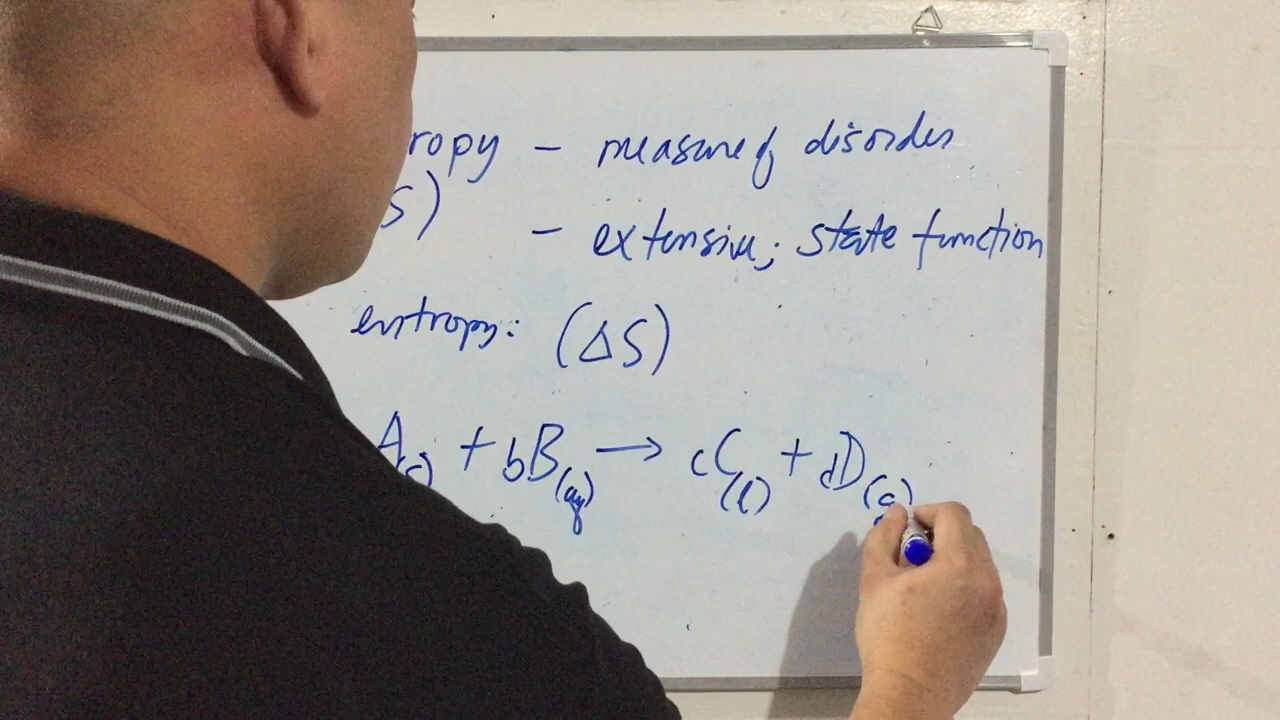 ropy – measure of disorder
S) – extensive; state function
entropy: (ΔS)
A(s) + bB(aq) → cC(l) + dD(g)